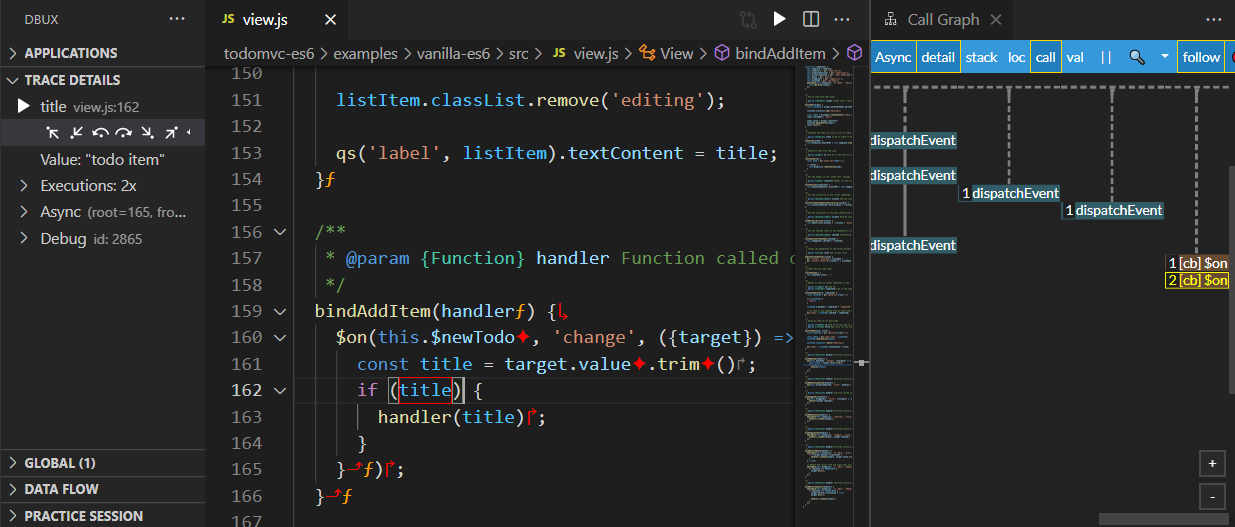 DBUX
APPLICATIONS
TRACE DETAILS
title view.js:162
Value: "todo item"
Executions: 2x
Async (root=165, fro...
Debug id: 2865
GLOBAL (1)
DATA FLOW
PRACTICE SESSION
JS view.js
todomvc-es6 > examples > vanilla-es6 > src > JS view.js > View > bindAddItem >
150
151 listItem.classList.remove('editing');
152
153 qs('label', listItem).textContent = title;
154 }ƒ
155
156 /**
157 * @param {Function} handler Function called
158 */
159 bindAddItem(handlerƒ) {
160 $on(this.$newTodo, 'change', ({target}) =>
161 const title = target.value.trim();
162 if (title) {
163 handler(title);
164 }
165 }ƒ);
166 }ƒ
167
Call Graph
Async detail stack loc call val || follow
dispatchEvent
dispatchEvent
1 dispatchEvent
1 dispatchEvent
dispatchEvent
1 [cb] $on
2 [cb] $on
+
-